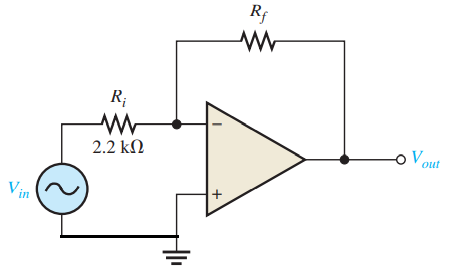 R_f
R_i
2.2 kΩ
−
V_in
+
V_out